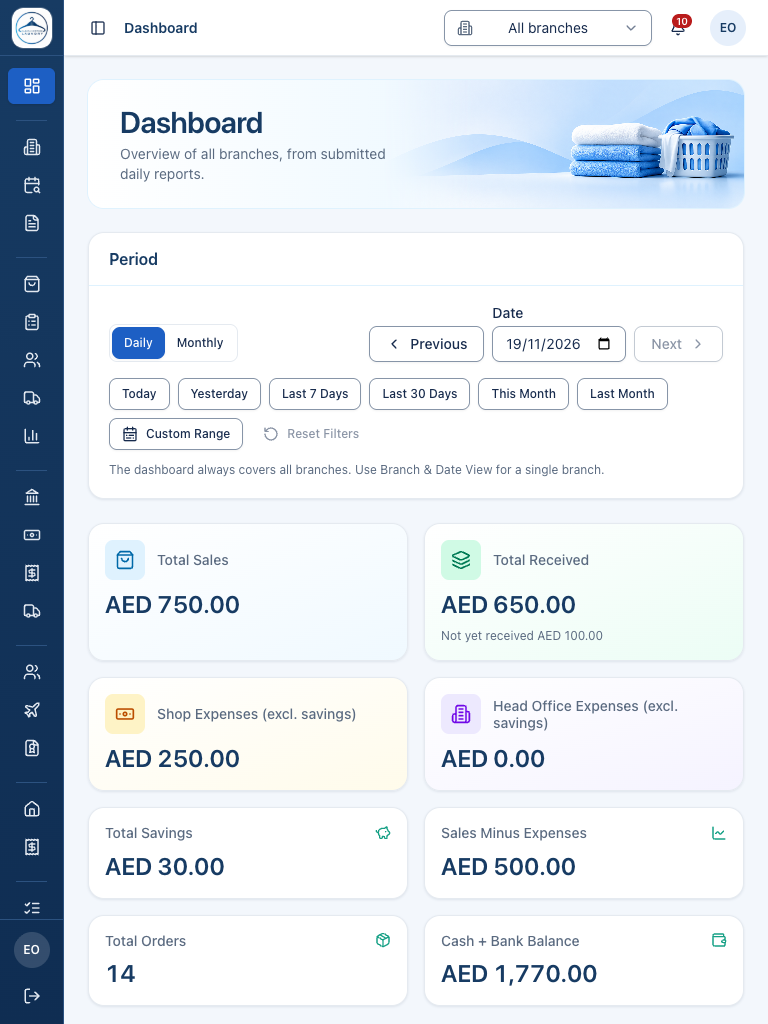 Dashboard
All branches
10
EO
Dashboard
Overview of all branches, from submitted
daily reports.
Period
Daily
Monthly
Previous
Date
19/11/2026
Next
Today
Yesterday
Last 7 Days
Last 30 Days
This Month
Last Month
Custom Range
Reset Filters
The dashboard always covers all branches. Use Branch & Date View for a single branch.
Total Sales
AED 750.00
Total Received
AED 650.00
Not yet received AED 100.00
Shop Expenses (excl. savings)
AED 250.00
Head Office Expenses (excl.
savings)
AED 0.00
Total Savings
AED 30.00
Sales Minus Expenses
AED 500.00
Total Orders
14
Cash + Bank Balance
AED 1,770.00
EO